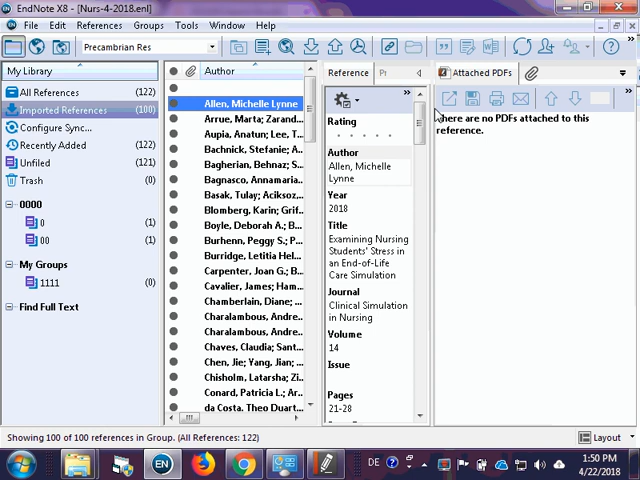 EndNote X8 - [Nurs-4-2018.enl]
EN File Edit References Groups Tools Window Help
Precambrian Res
My Library
All References (122)
Imported References (100)
Configure Sync...
Recently Added (122)
Unfiled (122)
Trash (0)
0000
0 (1)
00 (1)
My Groups
1111 (0)
Find Full Text
Author
Allen, Michelle Lynne
Arrue, Marta; Zarand...
Aupia, Anatun; Lee, T...
Bachnick, Stefanie; A...
Bagherian, Behnaz; S...
Bagnasco, Annamaria...
Basak, Tulay; Aciksoz,...
Blomberg, Karin; Grif...
Boyle, Deborah A.; B...
Burhenn, Peggy S.; P...
Burridge, Letitia Hel...
Carpenter, Joan G.; B...
Cavalier, James; Ham...
Chamberlain, Diane; ...
Charalambous, Andre...
Charalambous, Andre...
Chaves, Claudia; Sant...
Chen, Jie; Yang, Jian; ...
Chisholm, Latarsha; Zi...
Conard, Patricia L.; Ar...
da Costa, Theo Duart...
Reference Pr
Rating
Author
Allen, Michelle
Lynne
Year
2018
Title
Examining Nursing
Students' Stress in
an End-of-Life
Care Simulation
Journal
Clinical Simulation
in Nursing
Volume
14
Issue
Pages
21-28
Attached PDFs
here are no PDFs attached to this
reference.
Showing 100 of 100 references in Group. (All References: 122)
Layout
EN
DE
1:50 PM
4/22/2018